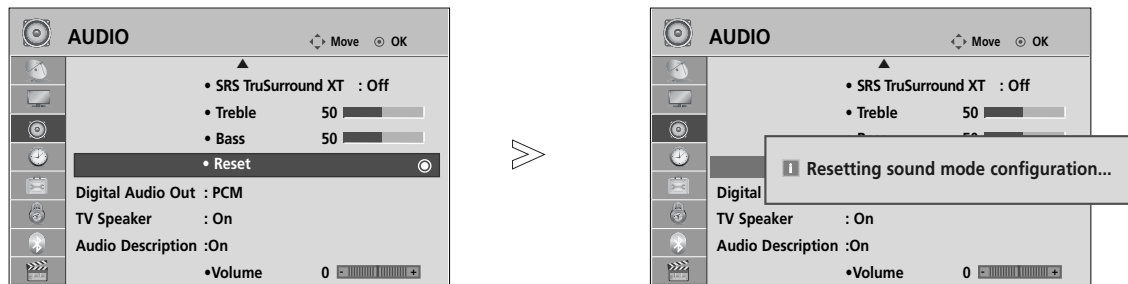 AUDIO
Move
OK
• SRS TruSurround XT : Off
• Treble 50
• Bass 50
• Reset
Digital Audio Out : PCM
TV Speaker : On
Audio Description :On
•Volume 0 - +
AUDIO
Move
OK
• SRS TruSurround XT : Off
• Treble 50
i Resetting sound mode configuration...
Digital
TV Speaker : On
Audio Description :On
•Volume 0 - +